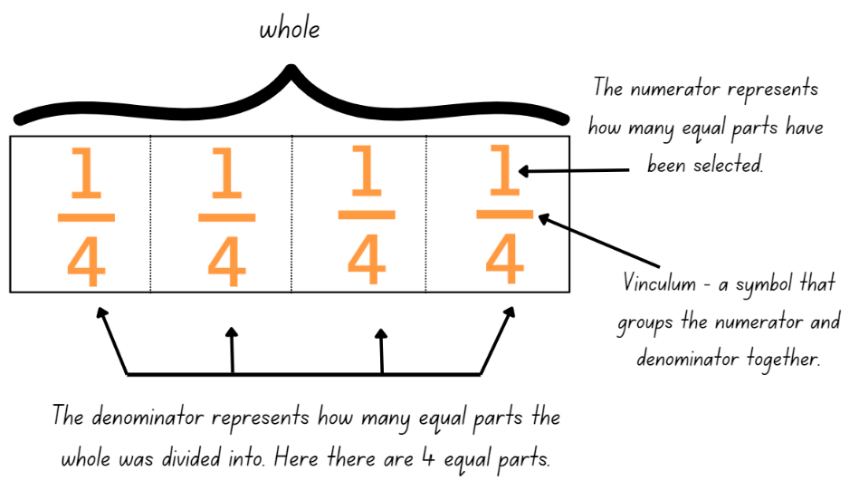 whole
The numerator represents
how many equal parts have
been selected.
1 1 1 1
4 4 4 4
Vinculum - a symbol that
groups the numerator and
denominator together.
The denominator represents how many equal parts the
whole was divided into. Here there are 4 equal parts.